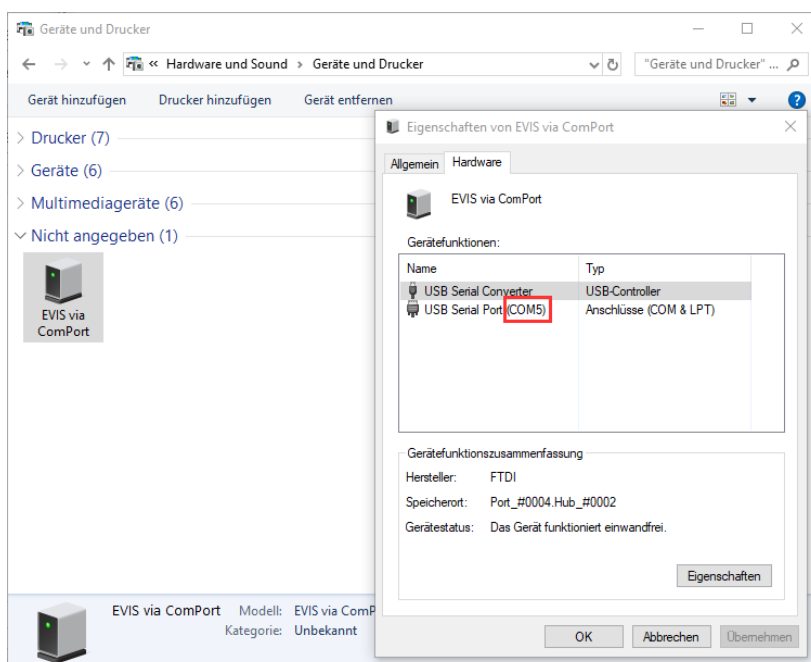 Geräte und Drucker
« Hardware und Sound > Geräte und Drucker
"Geräte und Drucker" ...
Gerät hinzufügen Drucker hinzufügen Gerät entfernen
Drucker (7)
Geräte (6)
Multimediageräte (6)
Nicht angegeben (1)
EVIS via
ComPort
Eigenschaften von EVIS via ComPort
Allgemein Hardware
EVIS via ComPort
Gerätefunktionen:
Name Typ
USB Serial Converter USB-Controller
USB Serial Port (COM5) Anschlüsse (COM & LPT)
Gerätefunktionszusammenfassung
Hersteller: FTDI
Speicherort: Port_#0004.Hub_#0002
Gerätestatus: Das Gerät funktioniert einwandfrei.
Eigenschaften
OK Abbrechen Übernehmen
EVIS via ComPort Modell: EVIS via ComP
Kategorie: Unbekannt